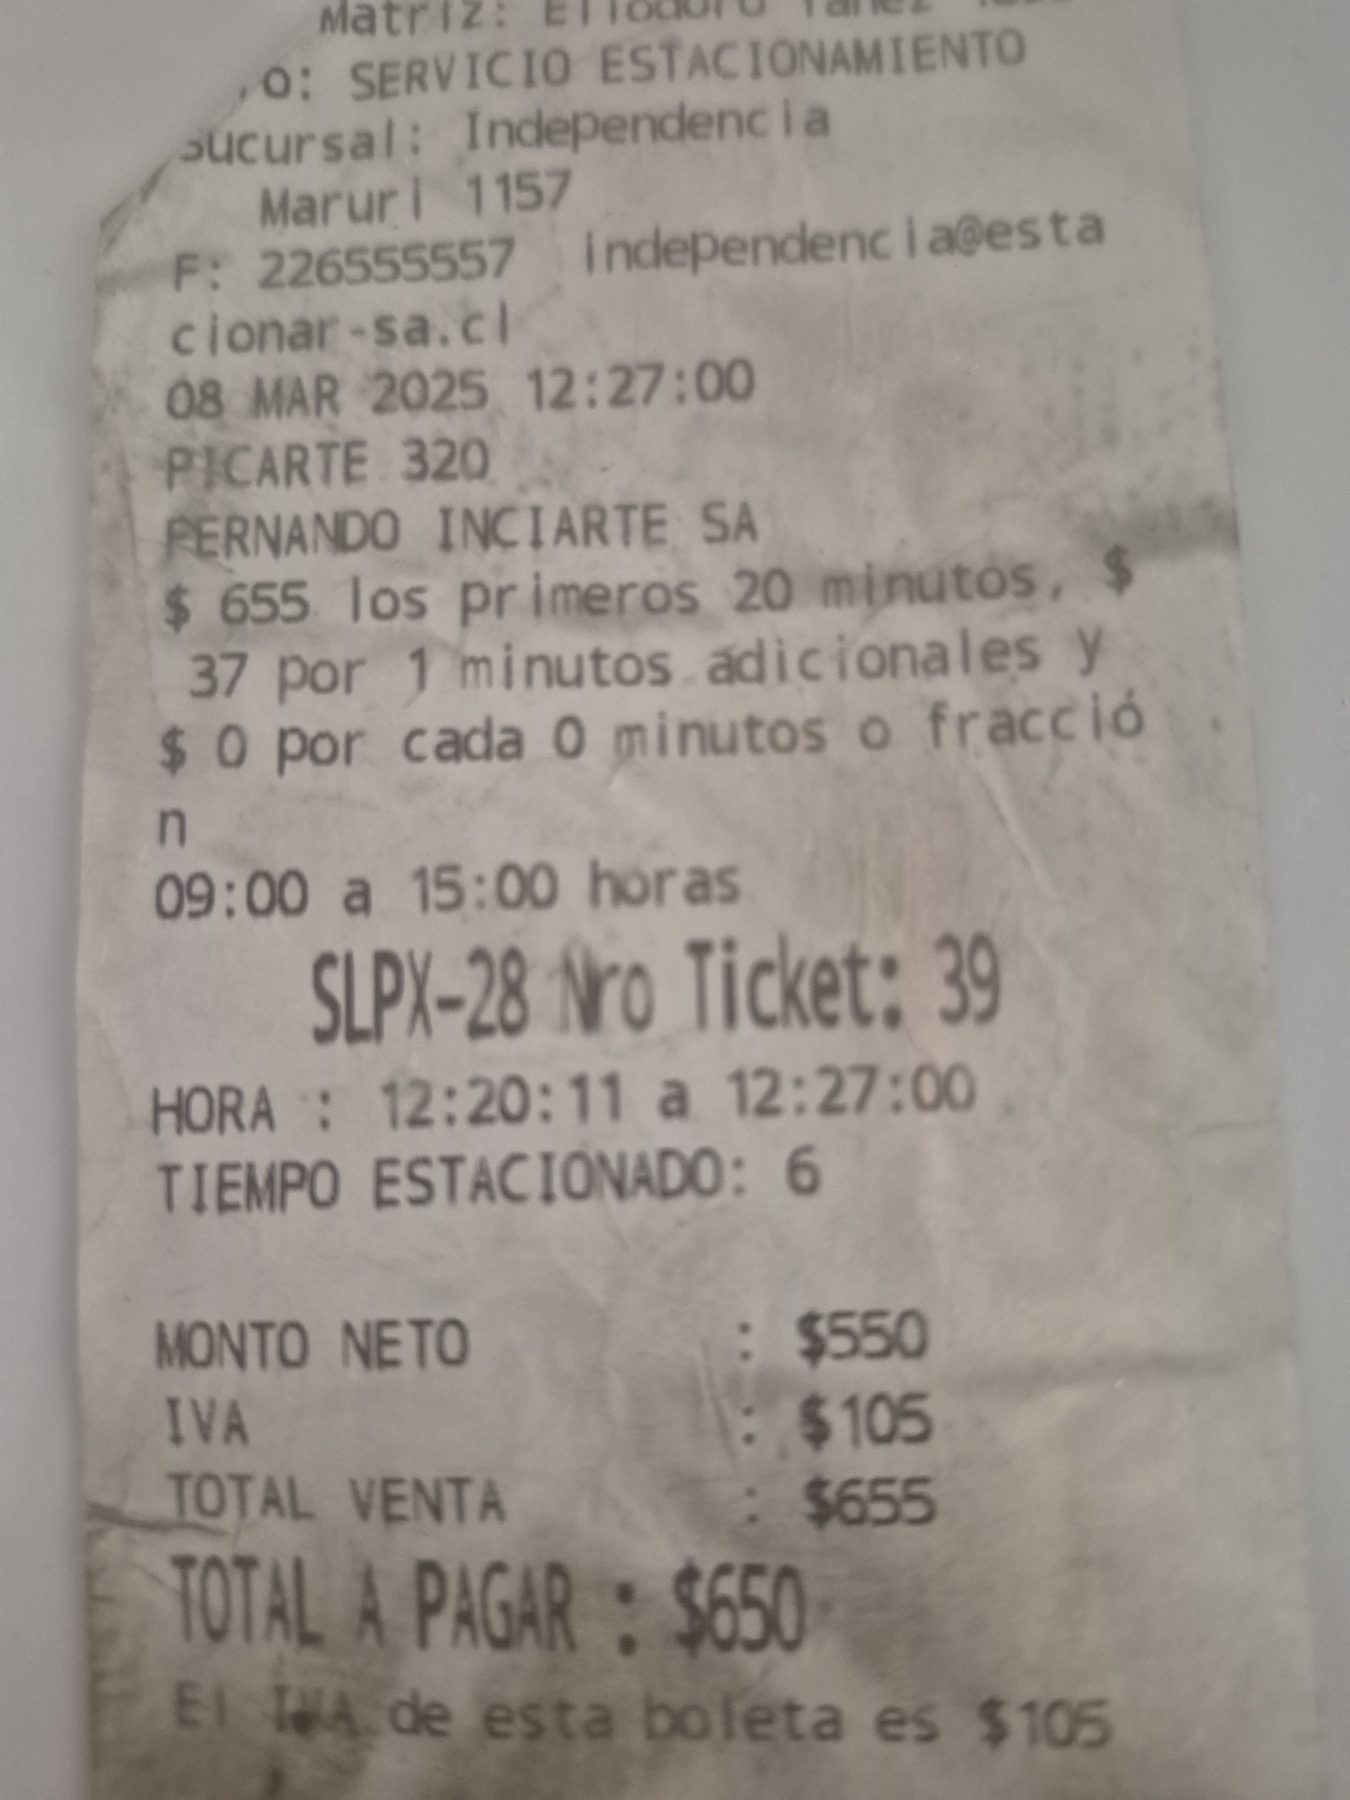 Matriz: Eliodoro Yañez
o: SERVICIO ESTACIONAMIENTO
Sucursal: Independencia
Maruri 1157
F: 226555557 independencia@esta
cionar-sa.cl
08 MAR 2025 12:27:00
PICARTE 320
FERNANDO INCIARTE SA
$ 655 los primeros 20 minutos, $
37 por 1 minutos adicionales y
$ 0 por cada 0 minutos o fracció
n
09:00 a 15:00 horas
SLPX-28 Nro Ticket: 39
HORA : 12:20:11 a 12:27:00
TIEMPO ESTACIONADO: 6
MONTO NETO : $550
IVA : $105
TOTAL VENTA : $655
TOTAL A PAGAR : $650
El IVA de esta boleta es $105